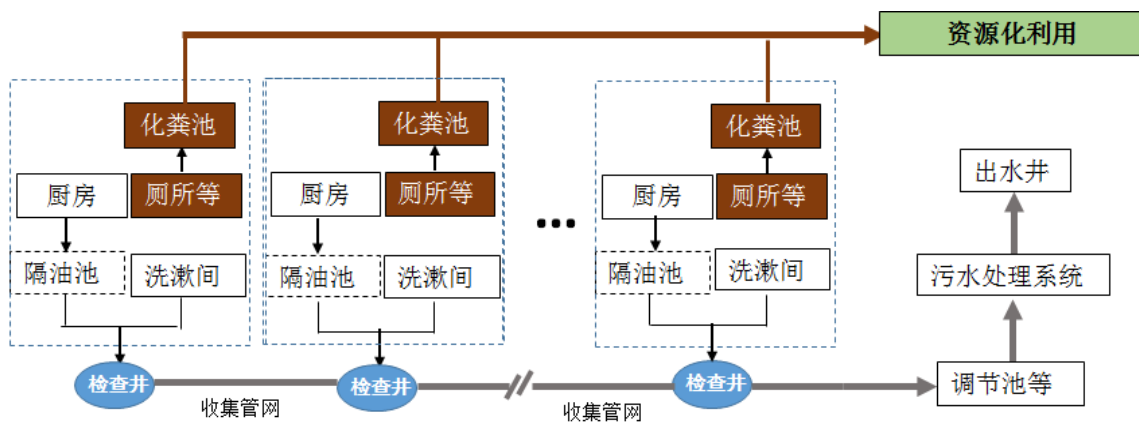 资源化利用
化粪池
化粪池
化粪池
厨房
厕所等
厨房
厕所等
...
厨房
厕所等
出水井
隔油池
洗漱间
隔油池
洗漱间
隔油池
洗漱间
污水处理系统
检查井
检查井
检查井
调节池等
收集管网
收集管网